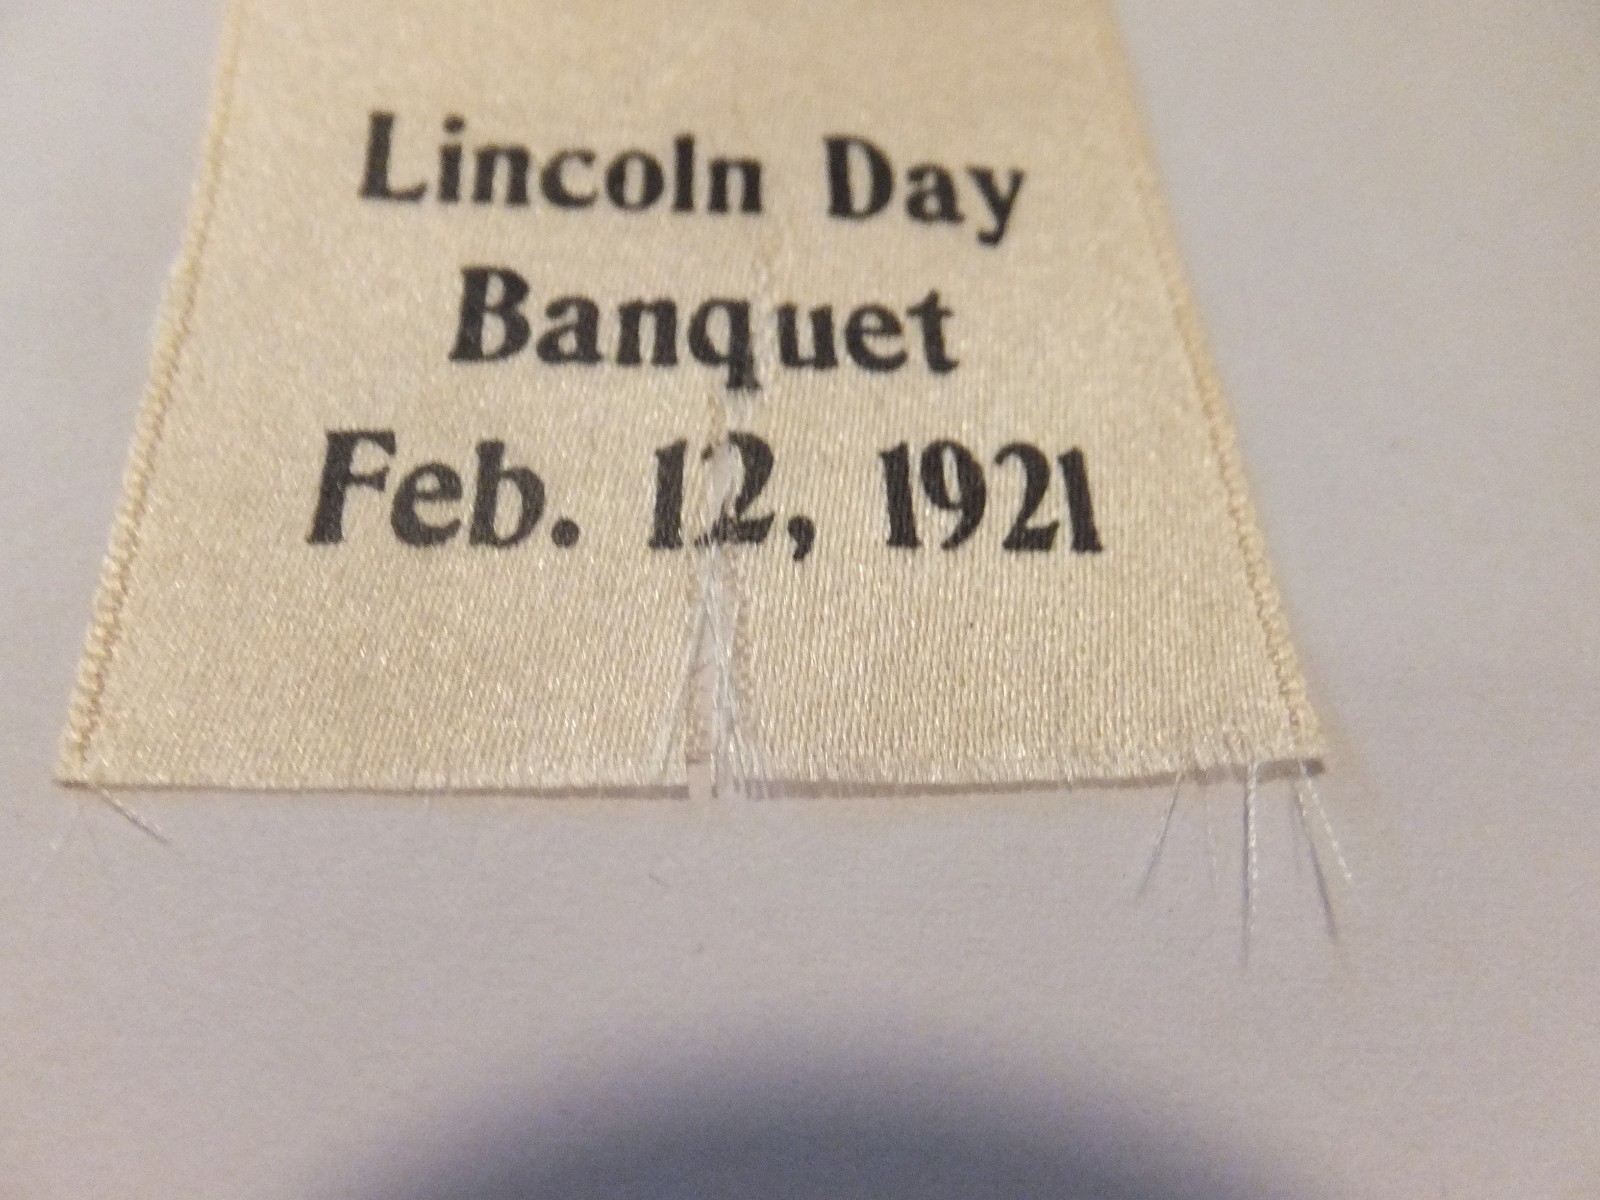 Lincoln Day
Banquet
Feb. 12, 1921